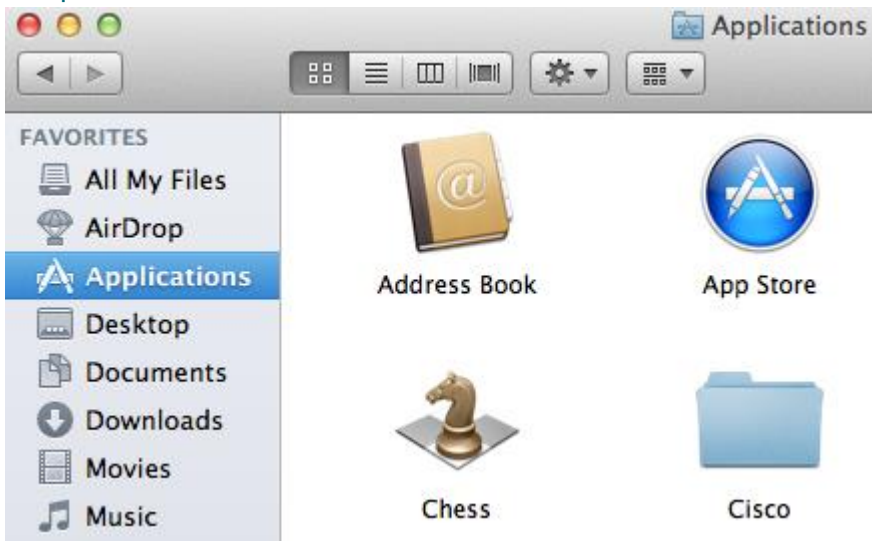 Applications
FAVORITES
All My Files
AirDrop
Applications
Desktop
Documents
Downloads
Movies
Music
Address Book
App Store
Chess
Cisco